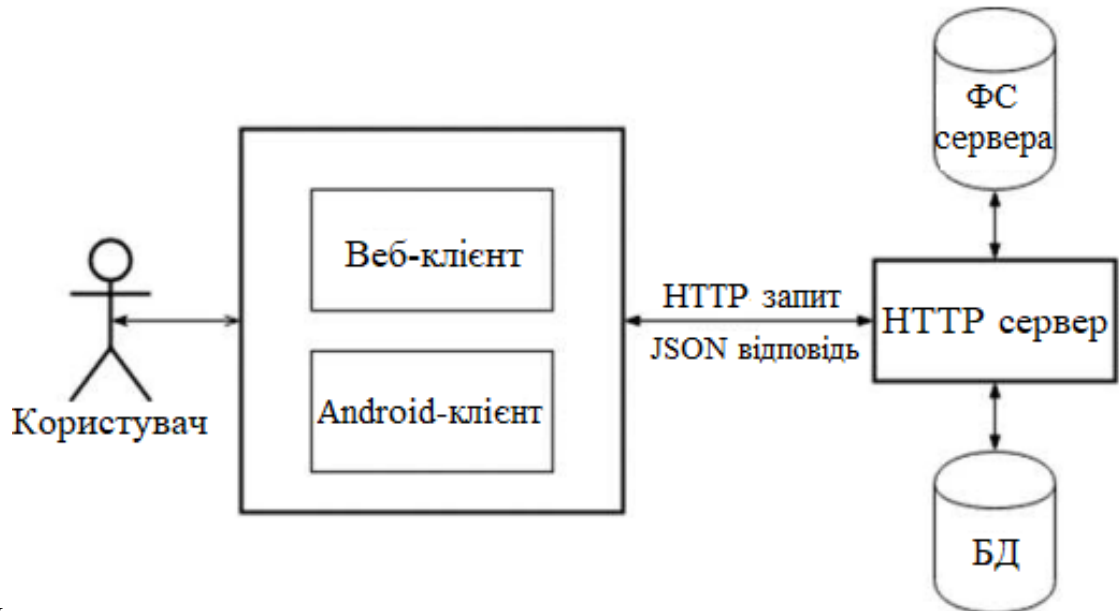 ФС
сервера
Веб-клієнт
HTTP запит
HTTP сервер
JSON відповідь
Android-клієнт
Користувач
БД